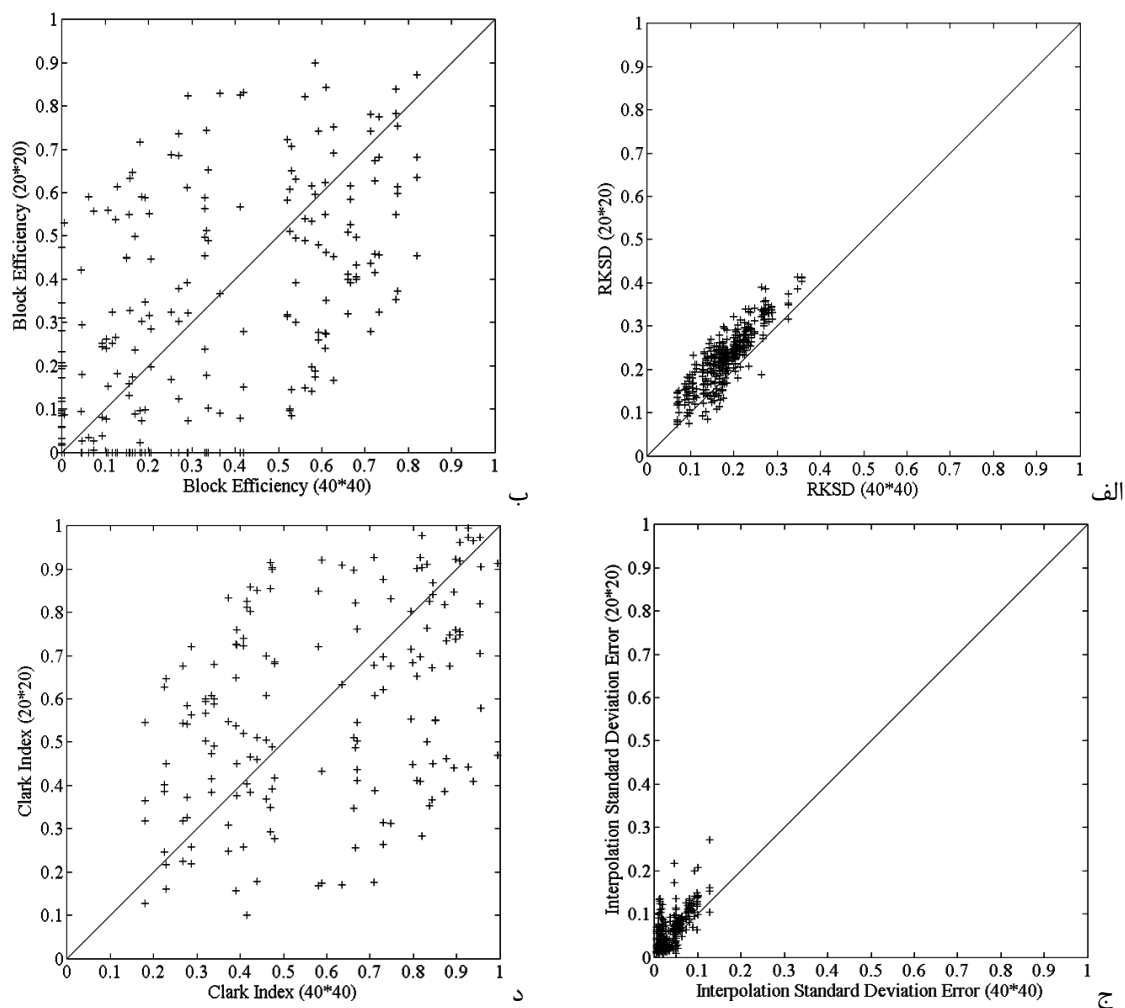 1
0.9
0.8
0.7
0.6
0.5
0.4
0.3
0.2
0.1
0
Block Efficiency (20*20)
0 0.1 0.2 0.3 0.4 0.5 0.6 0.7 0.8 0.9 1
Block Efficiency (40*40)
ب
1
0.9
0.8
0.7
0.6
0.5
0.4
0.3
0.2
0.1
0
RKSD (20*20)
0 0.1 0.2 0.3 0.4 0.5 0.6 0.7 0.8 0.9 1
RKSD (40*40)
الف
1
0.9
0.8
0.7
0.6
0.5
0.4
0.3
0.2
0.1
0
Clark Index (20*20)
0 0.1 0.2 0.3 0.4 0.5 0.6 0.7 0.8 0.9 1
Clark Index (40*40)
د
1
0.9
0.8
0.7
0.6
0.5
0.4
0.3
0.2
0.1
0
Interpolation Standard Deviation Error (20*20)
0 0.1 0.2 0.3 0.4 0.5 0.6 0.7 0.8 0.9 1
Interpolation Standard Deviation Error (40*40)
ج